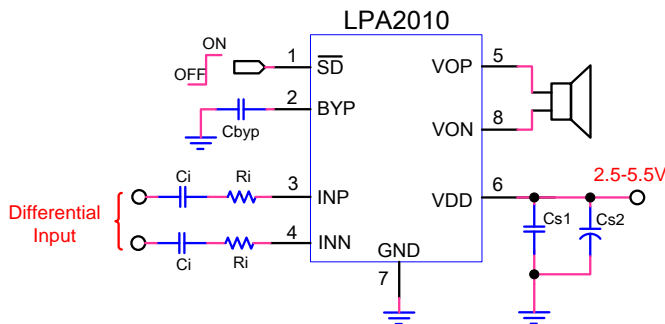 LPA2010
ON
OFF
1
SD
2
BYP
Cbyp
Ci
Ri
3
INP
Differential
Input
Ci
Ri
4
INN
GND
7
VOP
5
VON
8
VDD
6
2.5-5.5V
Cs1
Cs2